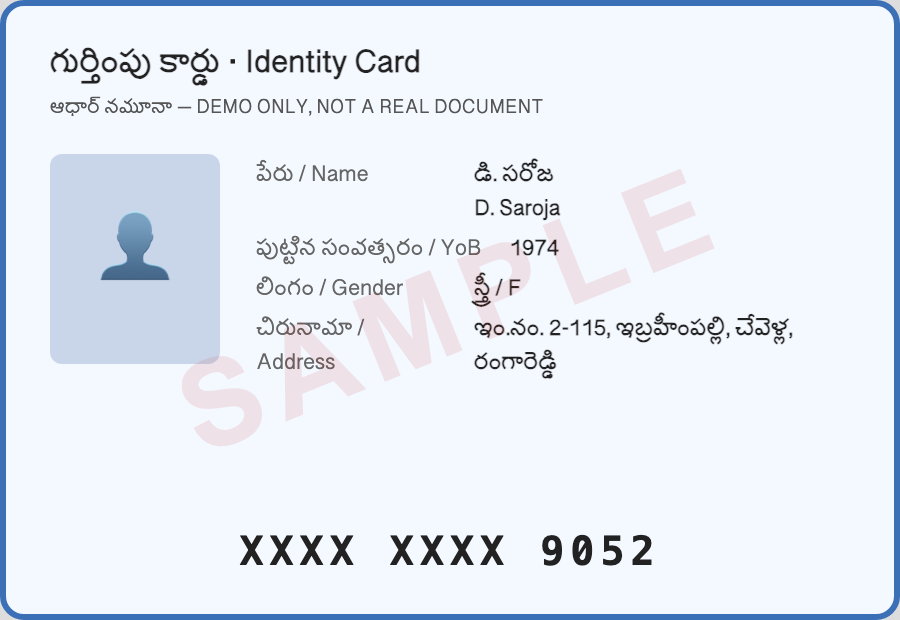 గుర్తింపు కార్డు · Identity Card
ఆధార్ నమూనా — DEMO ONLY, NOT A REAL DOCUMENT
పేరు / Name డి. సరోజ
D. Saroja
పుట్టిన సంవత్సరం / YoB 1974
లింగం / Gender స్త్రీ / F
చిరునామా / ఇం.నం. 2-115, ఇబ్రహీంపల్లి, చేవెళ్ల,
Address రంగారెడ్డి
SAMPLE
XXXX XXXX 9052